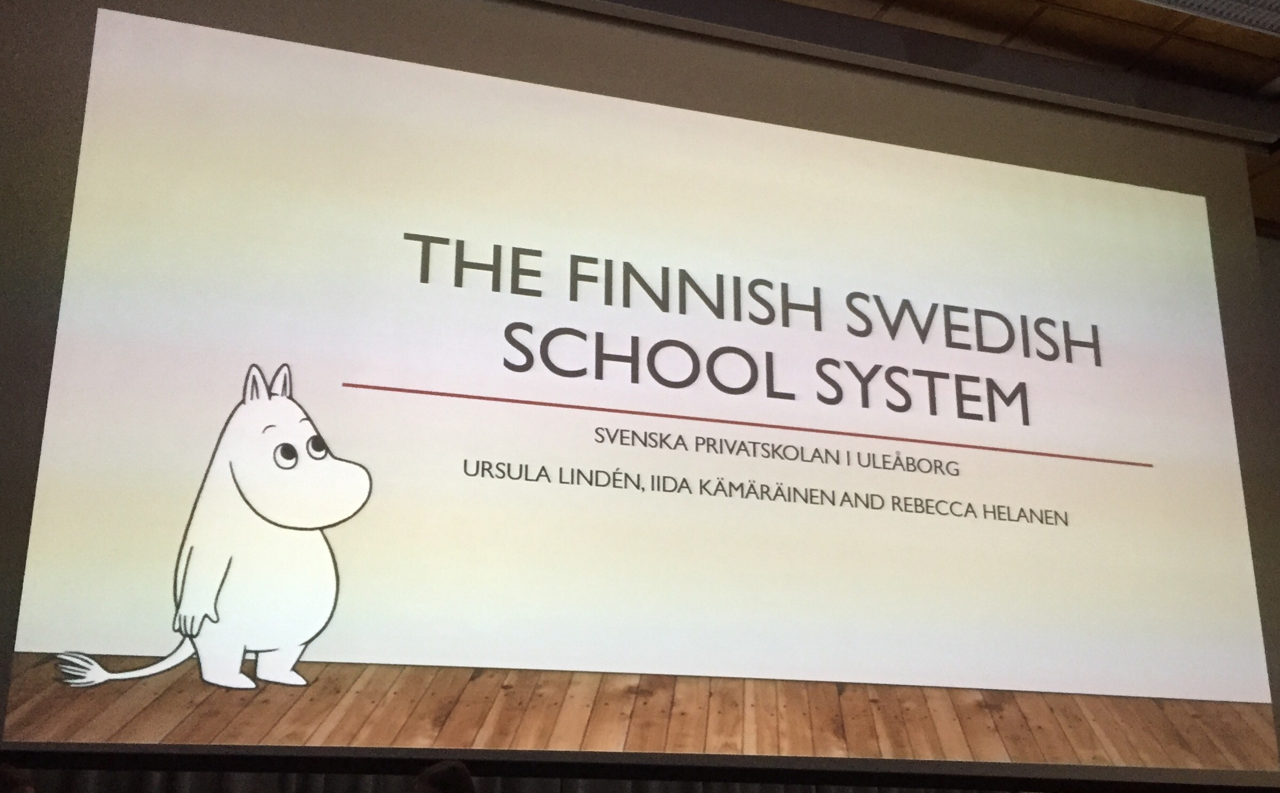 THE FINNISH SWEDISH
SCHOOL SYSTEM
SVENSKA PRIVATSKOLAN I ULEÅBORG
URSULA LINDÉN, IIDA KÄMÄRÄINEN AND REBECCA HELANEN